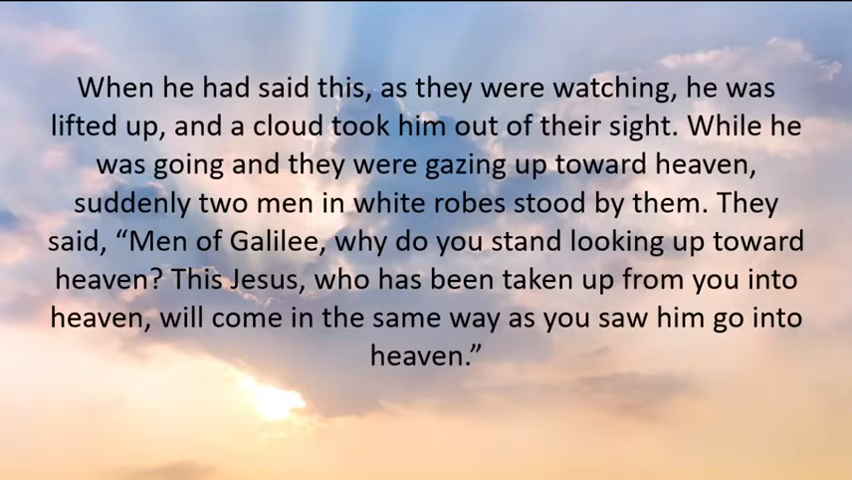 When he had said this, as they were watching, he was
lifted up, and a cloud took him out of their sight. While he
was going and they were gazing up toward heaven,
suddenly two men in white robes stood by them. They
said, “Men of Galilee, why do you stand looking up toward
heaven? This Jesus, who has been taken up from you into
heaven, will come in the same way as you saw him go into
heaven.”